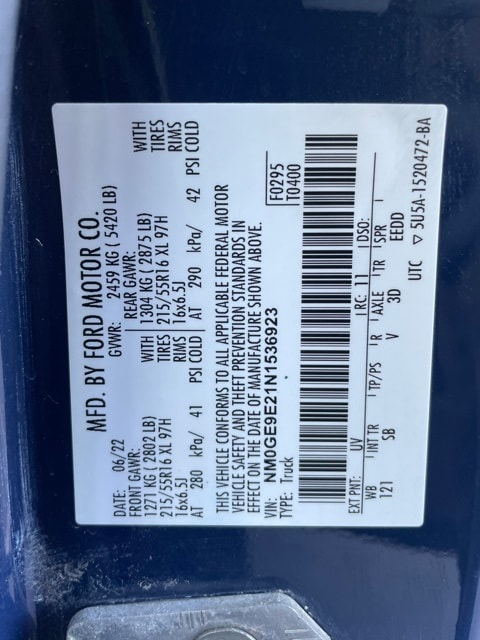 MFD. BY FORD MOTOR CO.
DATE: 06/22 GVWR: 2459 KG ( 5420 LB)
FRONT GAWR: REAR GAWR:
1271 KG ( 2802 LB) WITH 1304 KG ( 2875 LB) WITH
215/55R16 XL 97H TIRES 215/55R16 XL 97H TIRES
16x6.5J RIMS 16x6.5J RIMS
AT 280 kPa/ 41 PSI COLD AT 290 kPa/ 42 PSI COLD
THIS VEHICLE CONFORMS TO ALL APPLICABLE FEDERAL MOTOR
VEHICLE SAFETY AND THEFT PREVENTION STANDARDS IN
EFFECT ON THE DATE OF MANUFACTURE SHOWN ABOVE.
VIN: NM0GE9E21N1536923
TYPE: Truck
F0295
T0400
EXT PNT: UV RC: 11 DSO:
WB INT TR TP/PS R AXLE TR SPR
121 SB V 3D EEDD
UTC ▽ 5U5A-1520472-BA